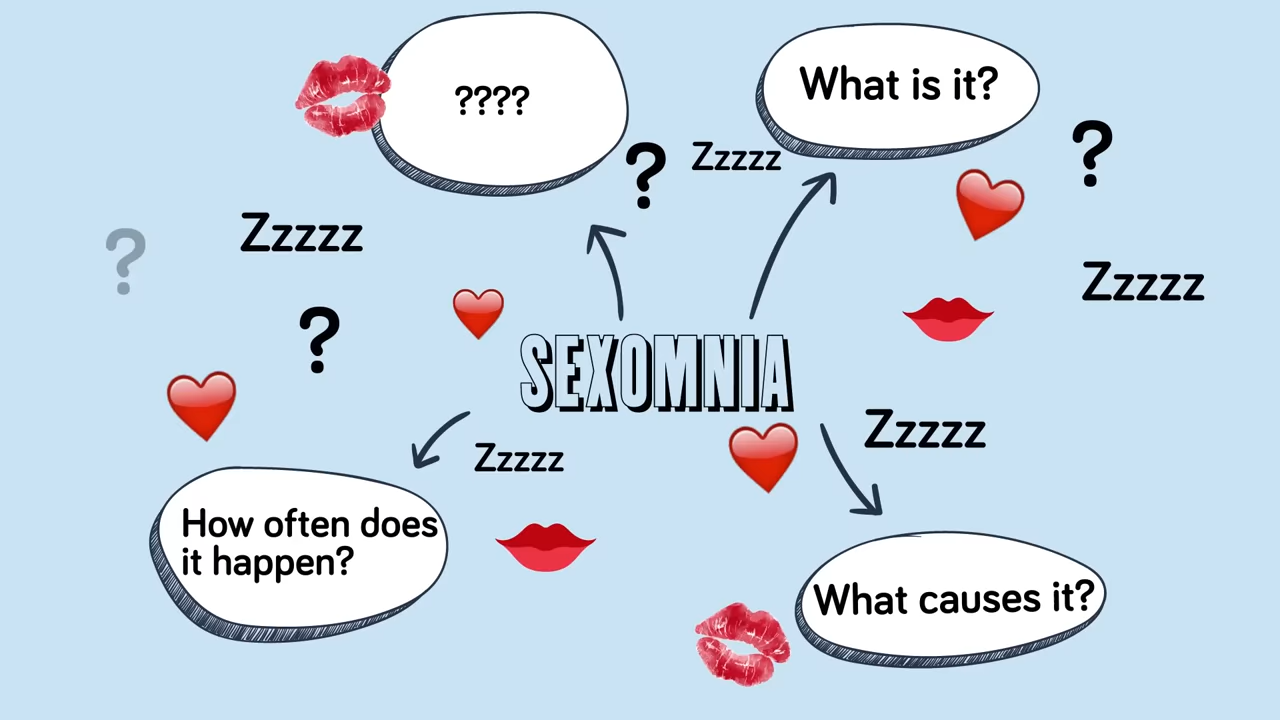 ????
What is it?
?
Zzzzz
?
Zzzzz
?
Zzzzz
?
SEXOMNIA
Zzzzz
Zzzzz
How often does
it happen?
What causes it?